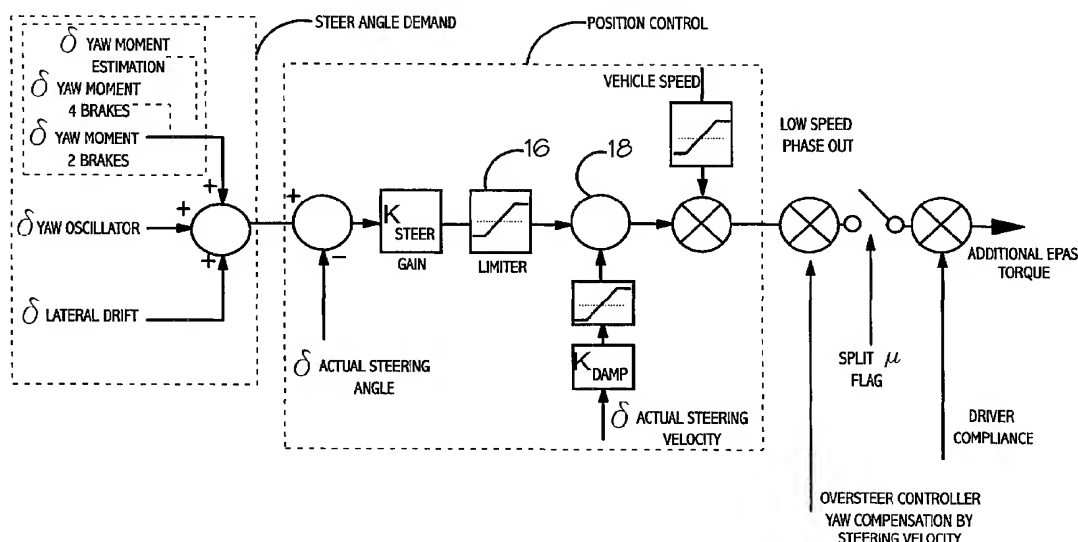 STEER ANGLE DEMAND
POSITION CONTROL
δ YAW MOMENT
ESTIMATION
δ YAW MOMENT
4 BRAKES
δ YAW MOMENT
2 BRAKES
+
+
+
δ YAW OSCILLATOR
δ LATERAL DRIFT
+
−
δ ACTUAL STEERING
ANGLE
K
STEER
GAIN
16
LIMITER
18
VEHICLE SPEED
LOW SPEED
PHASE OUT
K
DAMP
δ ACTUAL STEERING
VELOCITY
ADDITIONAL EPAS
TORQUE
SPLIT μ
FLAG
DRIVER
COMPLIANCE
OVERSTEER CONTROLLER
YAW COMPENSATION BY
STEERING VELOCITY